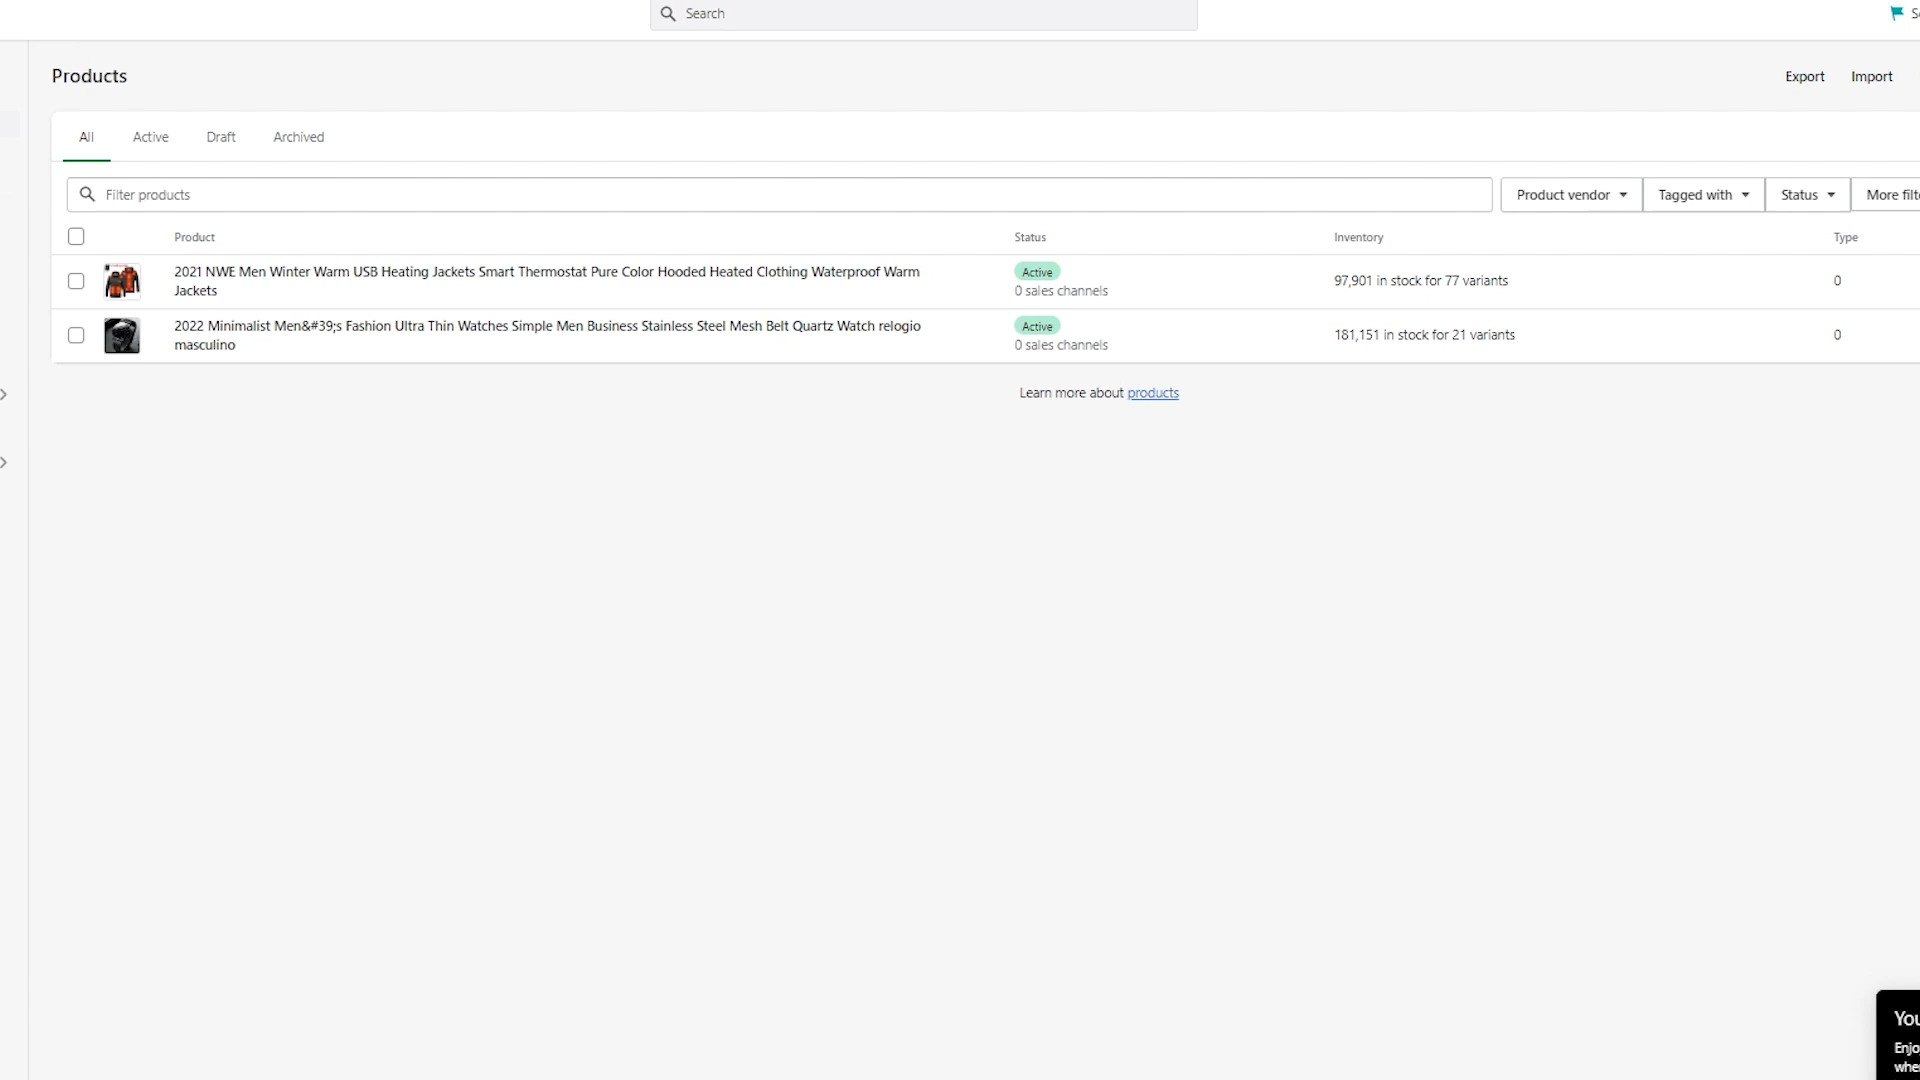 Search
Products
Export
Import
All
Active
Draft
Archived
Filter products
Product vendor
Tagged with
Status
More
Product
Status
Inventory
Type
2021 NWE Men Winter Warm USB Heating Jackets Smart Thermostat Pure Color Hooded Heated Clothing Waterproof Warm
Jackets
Active
0 sales channels
97,901 in stock for 77 variants
0
2022 Minimalist Men&#39;s Fashion Ultra Thin Watches Simple Men Business Stainless Steel Mesh Belt Quartz Watch relogio
masculino
Active
0 sales channels
181,151 in stock for 21 variants
0
Learn more about products